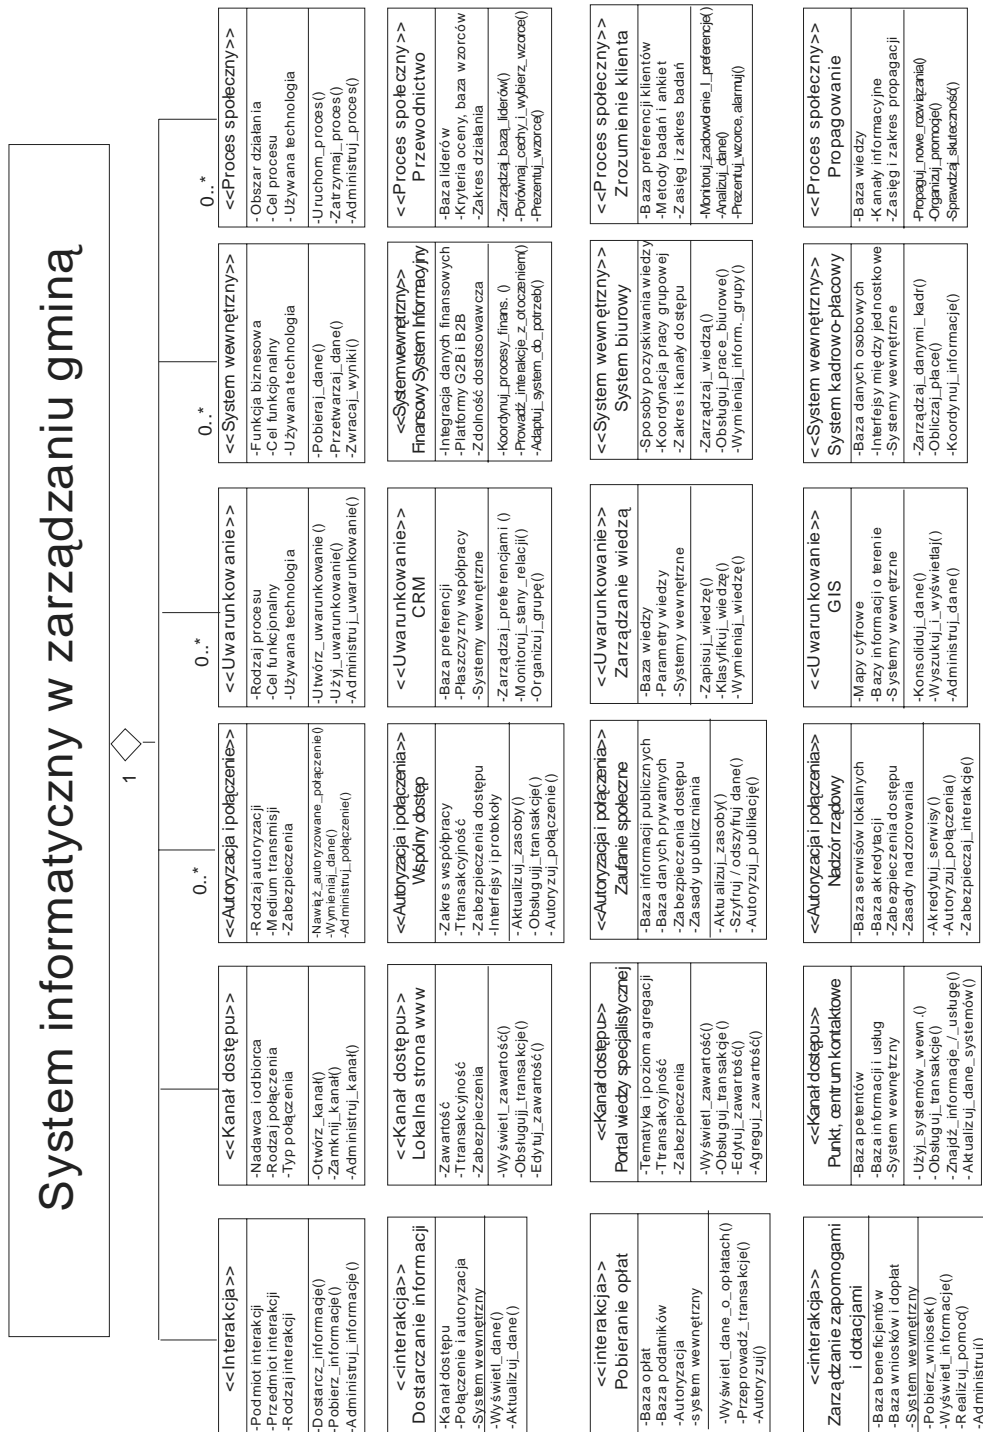 System informatyczny w zarządzaniu gminą
1
0..*
0..*
0..*
0..*
<<Interakcja>>
-Podmiot interakcji
-Przedmiot interakcji
-Rodzaj interakcji
-Dostarcz_informacje()
-Pobierz_informacje()
-Administruj_informacje()
<<Kanał dostępu>>
-Nadawca i odbiorca
-Rodzaj połączenia
-Typ połączenia
-Otwórz_kanał()
-Zamknij_kanał()
-Administruj_kanał()
<<Autoryzacja i połączenie>>
-Rodzaj autoryzacji
-Medium transmisji
-Zabezpieczenia
-Nawiąż_autoryzowane_połączenie()
-Wymieniaj_dane()
-Administruj_połączenie()
<<Uwarunkowanie>>
-Rodzaj procesu
-Cel funkcjonalny
-Używana technologia
-Utwórz_uwarunkowanie()
-Użyj_uwarunkowanie()
-Administruj_uwarunkowanie()
<<System wewnętrzny>>
-Funkcja biznesowa
-Cel funkcjonalny
-Używana technologia
-Pobieraj_dane()
-Przetwarzaj_dane()
-Zwracaj_wyniki()
<<Proces społeczny>>
-Obszar działania
-Cel procesu
-Używana technologia
-Uruchom_proces()
-Zatrzymaj_proces()
-Administruj_proces()
<<interakcja>>
Dostarczanie informacji
-Kanał dostępu
-Połączenie i autoryzacja
-System wewnętrzny
-Wyświetl_dane()
-Aktualizuj_dane()
<<Kanał dostępu>>
Lokalna strona www
-Zawartość
-Ttransakcyjność
-Zabezpieczenia
-Wyświetl_zawartość()
-Obsługujj_transakcje()
-Edytuj_zawartość()
<<Autoryzacja i połączenia>>
Wspólny dostęp
-Zakres współpracy
-Ttransakcyjność
-Zabezpieczenia dostępu
-Interfejsy i protokoły
-Aktualizuj_zasoby()
-Obsługujj_transakcje()
-Autoryzuj_połączenie()
<<Uwarunkowanie>>
CRM
-Baza preferencji
-Płaszczyzny współpracy
-Systemy wewnętrzne
-Zarządzaj_preferencjami()
-Monitoruj_stany_relacji()
-Organizuj_grupę()
<<System wewnętrzny>>
Finansowy System Informacyjny
-Integracja danych finansowych
-Platformy G2B i B2B
-Zdolność dostosowawcza
-Koordynuj_procesy_finans.()
-Prowadź_interakcje_z_otoczeniem()
-Adaptuj_system_do_potrzeb()
<<Proces społeczny>>
Przewodnictwo
-Baza liderów
-Kryteria oceny, baza wzorców
-Zakres działania
-Zarządzaj_bazą_liderów()
-Porównaj_cechy_i_wybierz_wzorce()
-Prezentuj_wzorce()
<<interakcja>>
Pobieranie opłat
-Baza opłat
-Baza podatników
-Autoryzacja
-system wewnętrzny
-Wyświetl_dane_o_opłatach()
-Przeprowadź_transakcje()
-Autoryzuj()
<<Kanał dostępu>>
Portal wiedzy specjalistycznej
-Tematyka i poziom agregacji
-Ttransakcyjność
-Zabezpieczenia
-Wyświetl_zawartość()
-Obsługujj_transakcje()
-Edytuj_zawartość()
-Agreguj_zawartość()
<<Autoryzacja i połączenia>>
Zaufanie społeczne
-Baza informacji publicznych
-Baza danych prywatnych
-Zabezpieczenia dostępu
-Zasady upubliczniania
-Aktualizuj_zasoby()
-Szyfruj / odszyfruj dane()
-Autoryzuj_publikację()
<<Uwarunkowanie>>
Zarządzanie wiedzą
-Baza wiedzy
-Parametry wiedzy
-Systemy wewnętrzne
-Zapisuj_wiedzę()
-Klasyfikuj_wiedzę()
-Wymieniaj_wiedzę()
<<System wewnętrzny>>
System biurowy
-Sposoby pozyskiwania wiedzy
-Koordynacja pracy grupowej
-Zakres i kanały dostępu
-Zarządzaj_wiedzą()
-Obsługuj_prace_biurowe()
-Wymieniaj_inform._grupy()
<<Proces społeczny>>
Zrozumienie klienta
-Baza preferencji klientów
-Metody badań i ankiet
-Zasięg i zakres badań
-Monitoruj_zadowolenie_I_preferencje()
-Analizuj_dane()
-Prezentuj_wzorce, alarmuj()
<<interakcja>>
Zarządzanie zapomogami
i dotacjami
-Baza beneficjentów
-Baza wniosków i dopłat
-System wewnętrzny
-Pobierz_wniosek()
-Wyświetl_informacje()
-Realizuj_pomoc()
-Administruj()
<<Kanał dostępu>>
Punkt, centrum kontaktowe
-Baza petentów
-Baza informacji i usług
-System wewnętrzny
-Użyj_systemów_wewn.()
-Obsługuj_transakcje()
-Znajdź_informacje_/_usługę()
-Aktualizuj_dane_systemów()
<<Autoryzacja i połączenia>>
Nadzór rządowy
-Baza serwisów lokalnych
-Baza akredytacji
-Zabezpieczenia dostępu
-Zasady nadzorowania
-Akredytuj_serwisy()
-Autoryzuj_połączenia()
-Zabezpieczaj_interakcje()
<<Uwarunkowanie>>
GIS
-Mapy cyfrowe
-Bazy informacji o terenie
-Systemy wewnętrzne
-Konsoliduj_dane()
-Wyszukuj_i_wyświetlaj()
-Administruj_dane()
<<System wewnętrzny>>
System kadrowo-płacowy
-Baza danych osobowych
-Interfejsy między jednostkowe
-Systemy wewnętrzne
-Zarządzaj_danymi_kadr()
-Obliczaj_płace()
-Koordynuj_informacje()
<<Proces społeczny>>
Propagowanie
-Baza wiedzy
-Kanały informacyjne
-Zasięg i zakres propagacji
-Propaguj_nowe_rozwiązania()
-Organizuj_promocje()
-Sprawdzaj_skuteczność()